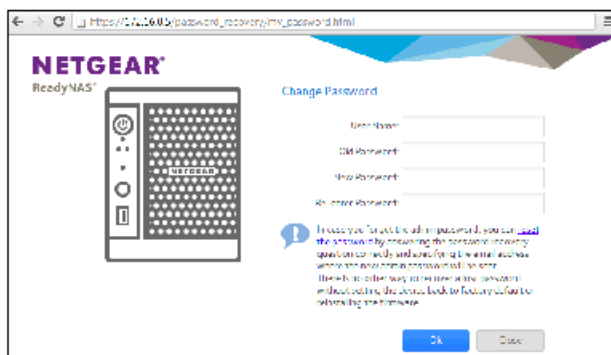 https://172.16.0.5/password_recovery/my_password.html
NETGEAR®
ReadyNAS®
Change Password
User Name:
Old Password:
New Password:
Re-enter Password:
NETGEAR
In case you forget the admin password, you can reset
the password by answering the password recovery
question correctly and specifying the email address
where the new admin password will be sent.
There is no other way to recover a lost password
without setting the device back to factory default or
reinstalling the firmware.
Ok
Close